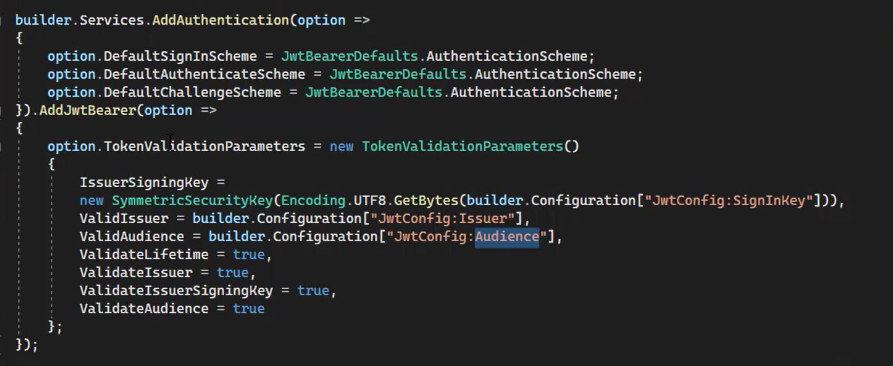 builder.Services.AddAuthentication(option =>
{
    option.DefaultSignInScheme = JwtBearerDefaults.AuthenticationScheme;
    option.DefaultAuthenticateScheme = JwtBearerDefaults.AuthenticationScheme;
    option.DefaultChallengeScheme = JwtBearerDefaults.AuthenticationScheme;
}).AddJwtBearer(option =>
{
    option.TokenValidationParameters = new TokenValidationParameters()
    {
        IssuerSigningKey =
        new SymmetricSecurityKey(Encoding.UTF8.GetBytes(builder.Configuration["JwtConfig:SignInKey"])),
        ValidIssuer = builder.Configuration["JwtConfig:Issuer"],
        ValidAudience = builder.Configuration["JwtConfig:Audience"],
        ValidateLifetime = true,
        ValidateIssuer = true,
        ValidateIssuerSigningKey = true,
        ValidateAudience = true
    };
});